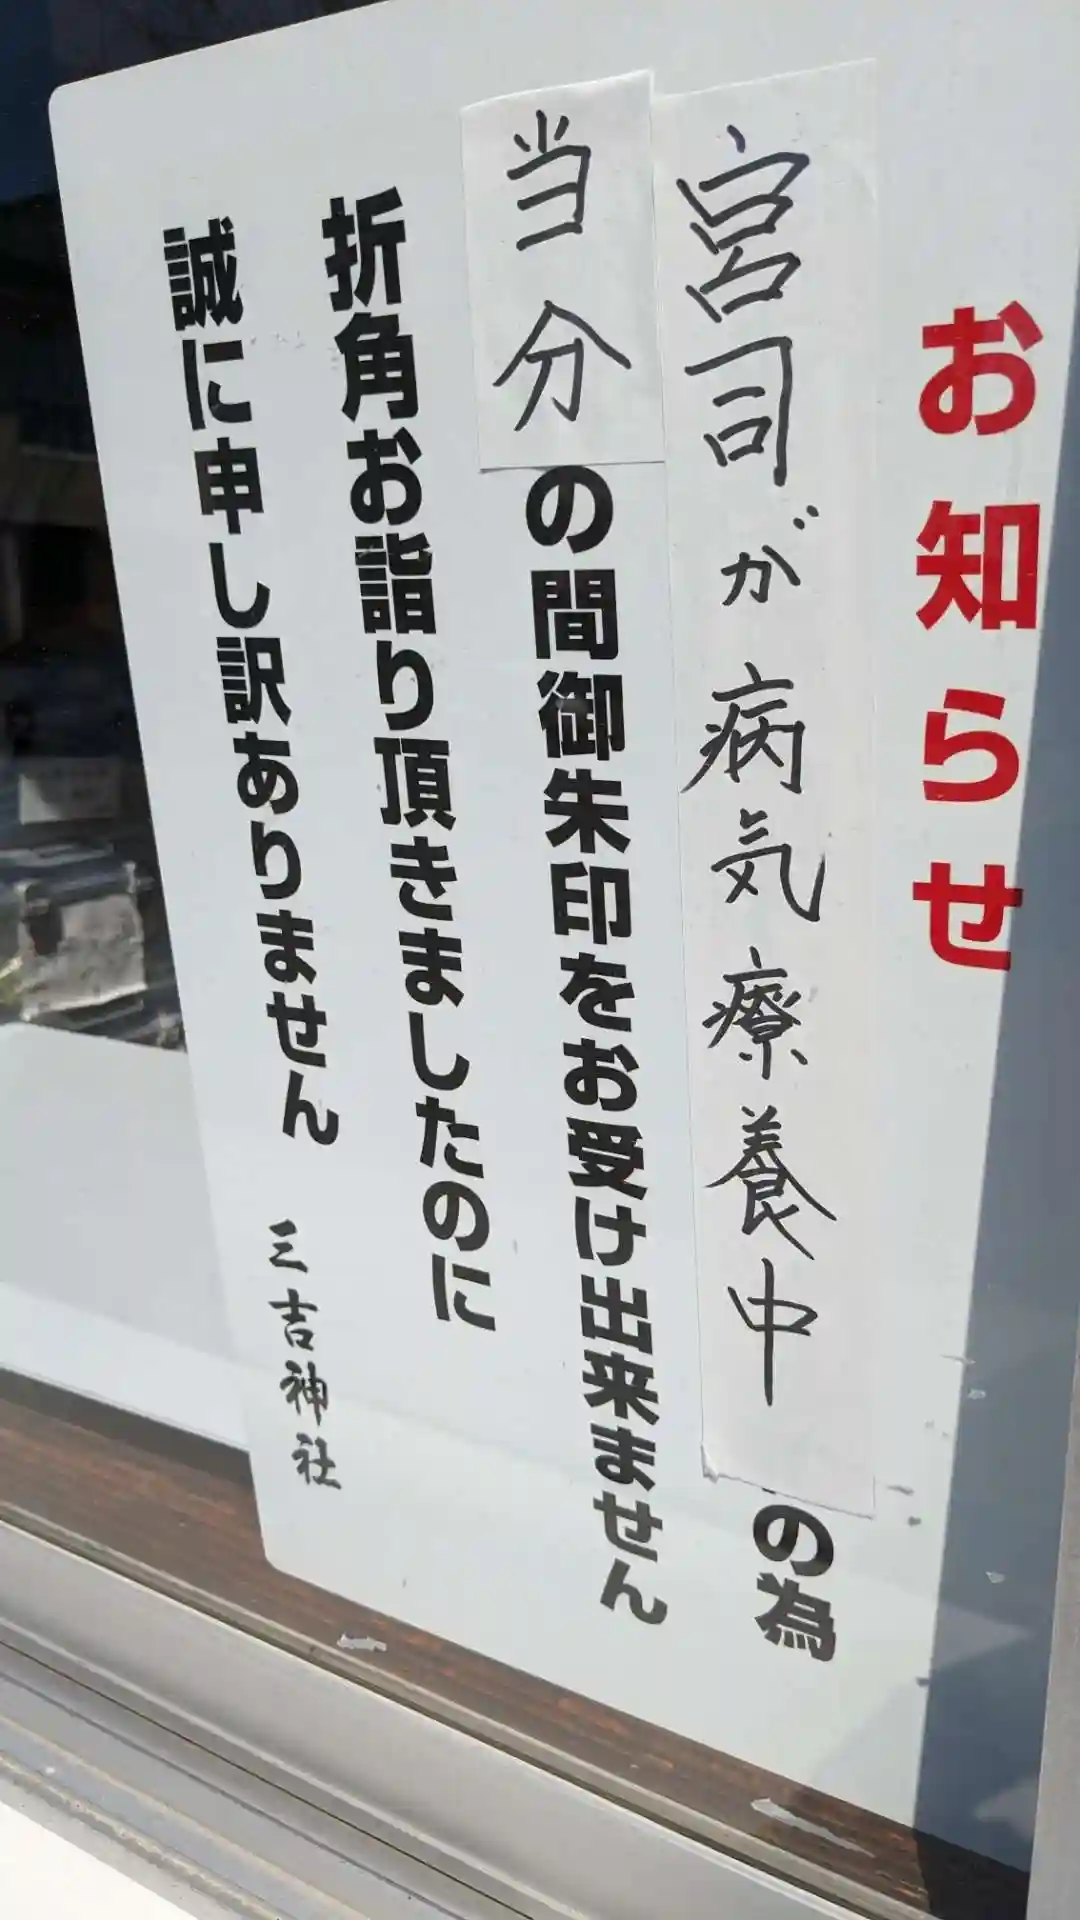 お知らせ
宮司が病気療養中の為
当分の間御朱印をお受け出来ません
折角お詣り頂きましたのに
誠に申し訳ありません
三吉神社